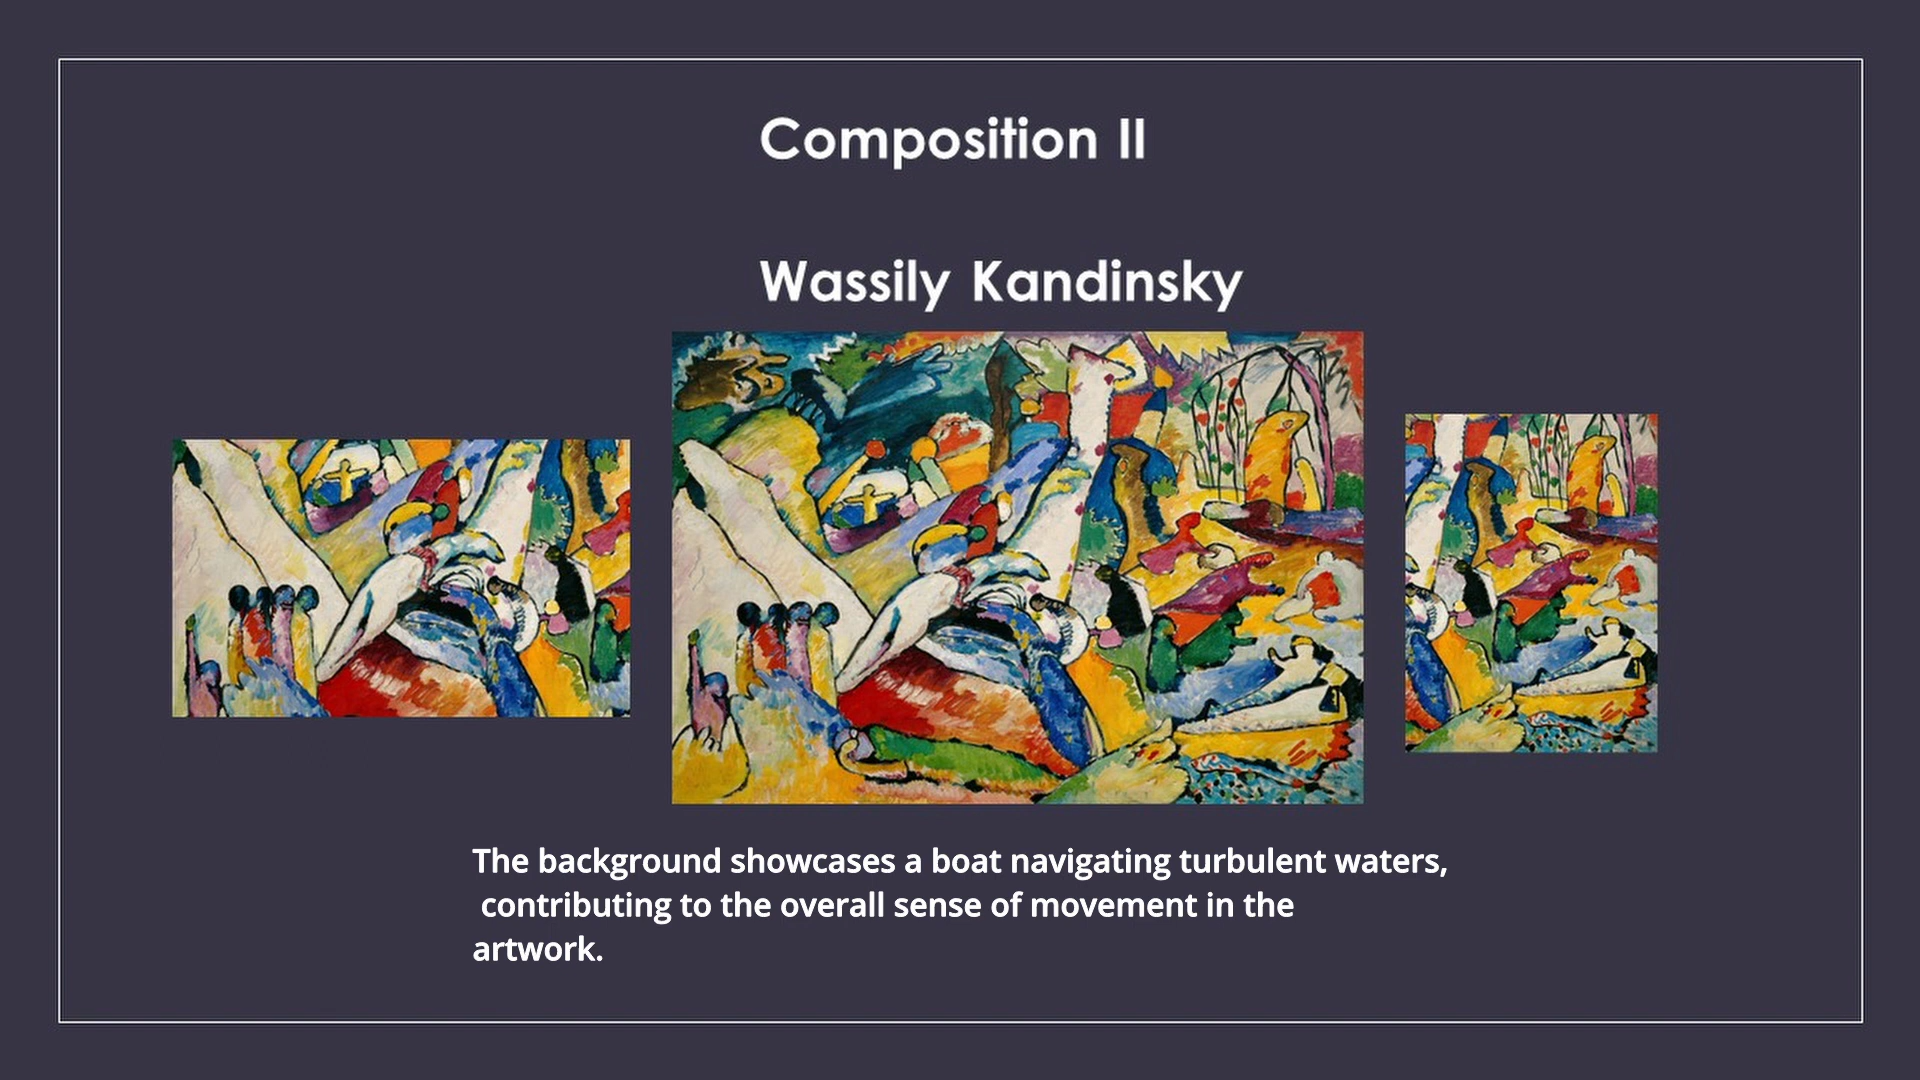 Composition II
Wassily Kandinsky
The background showcases a boat navigating turbulent waters,
contributing to the overall sense of movement in the
artwork.